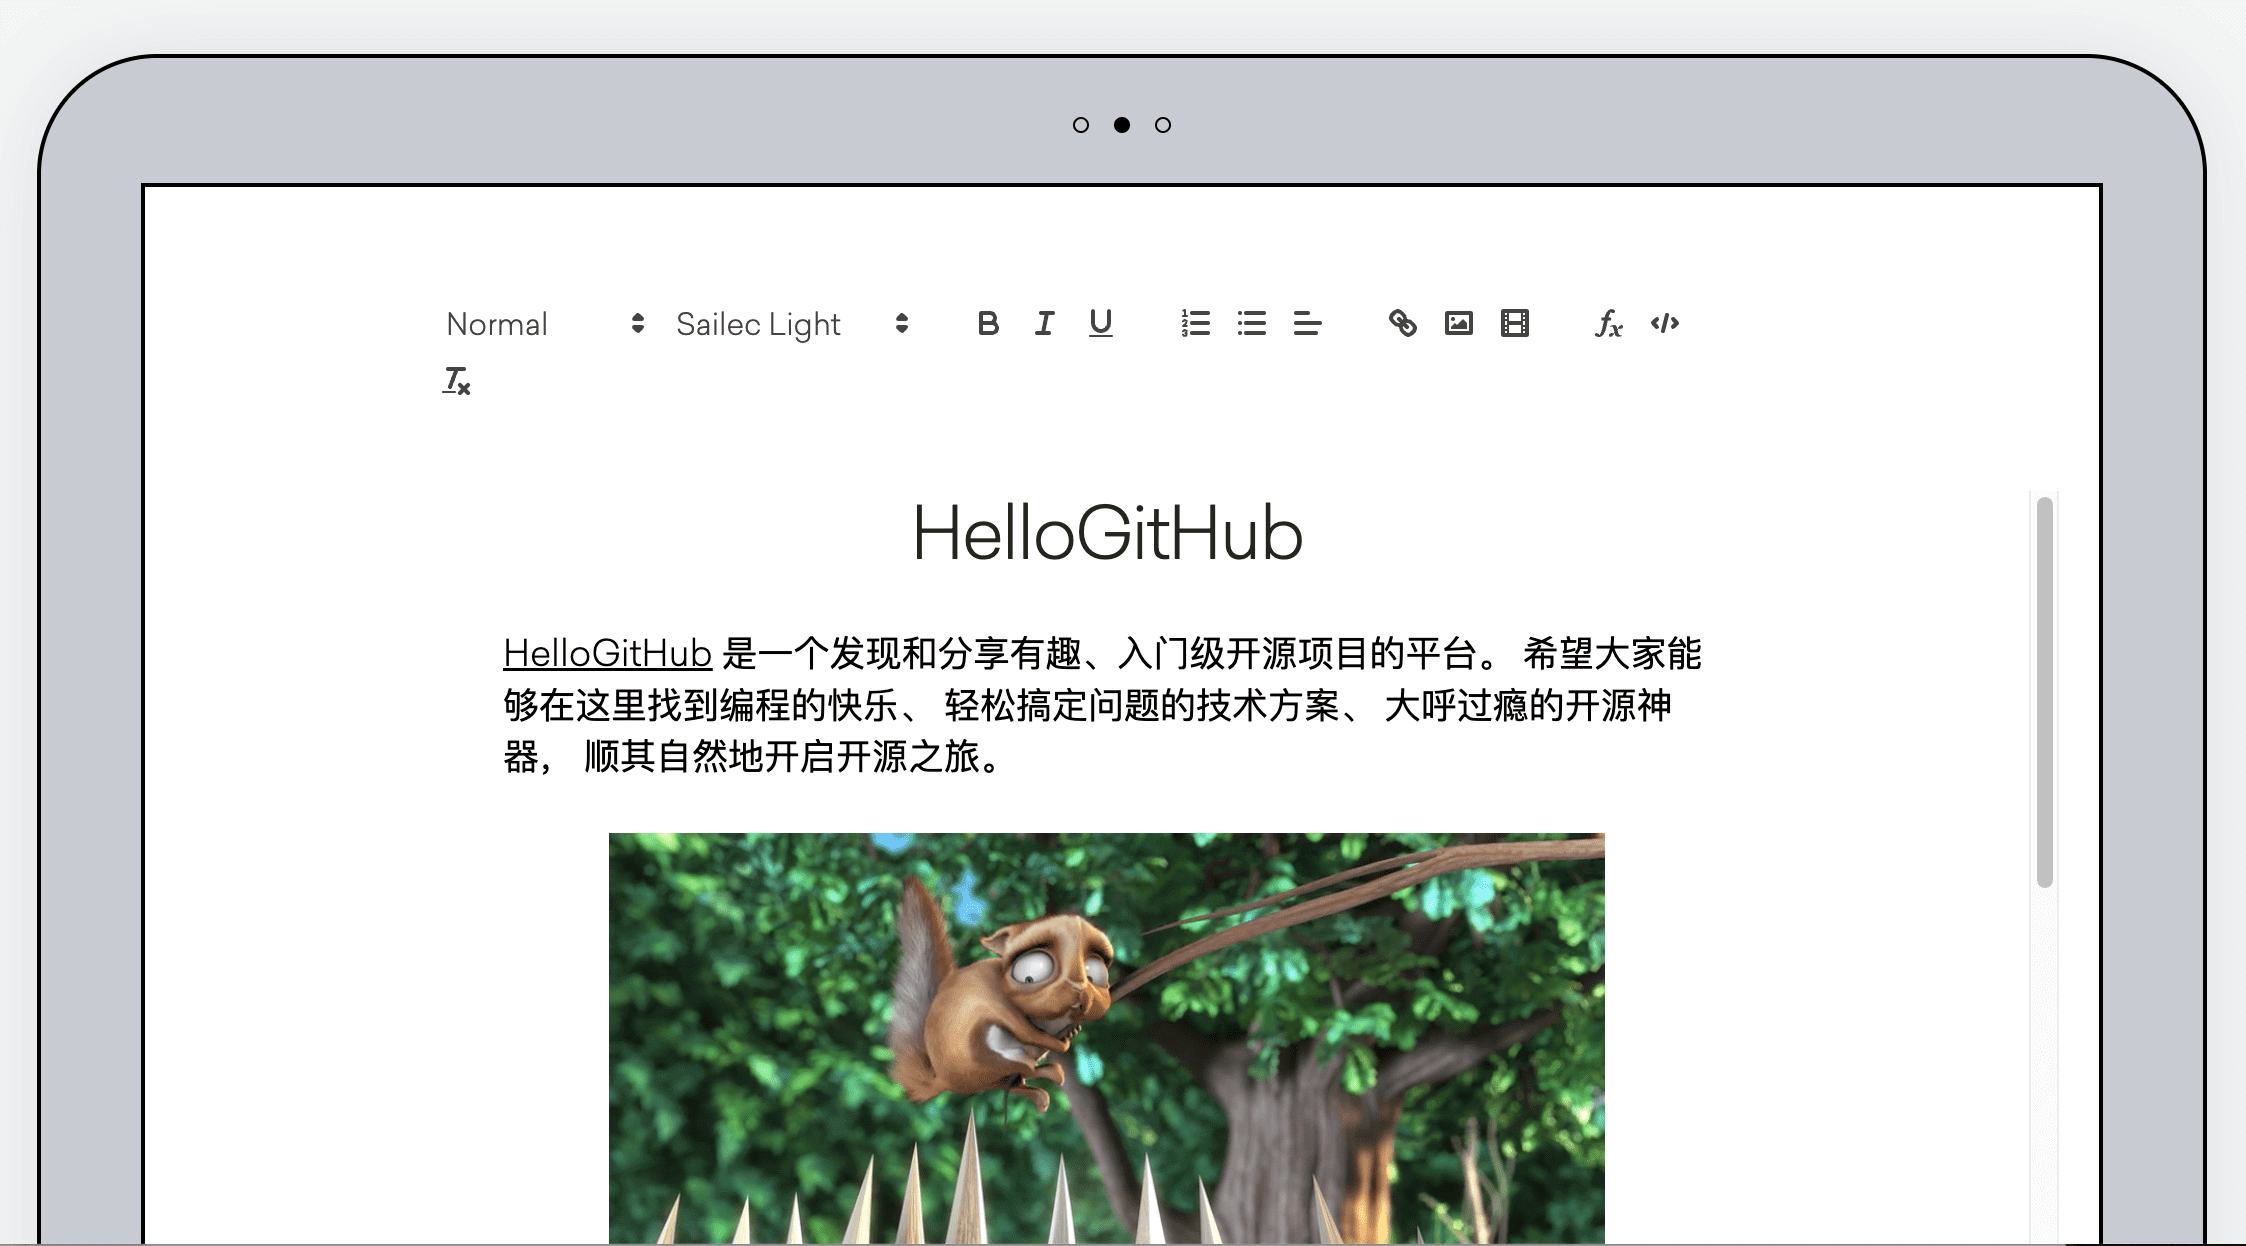 Normal Sailec Light
HelloGitHub
HelloGitHub 是一个发现和分享有趣、入门级开源项目的平台。 希望大家能
够在这里找到编程的快乐、 轻松搞定问题的技术方案、 大呼过瘾的开源神
器， 顺其自然地开启开源之旅。